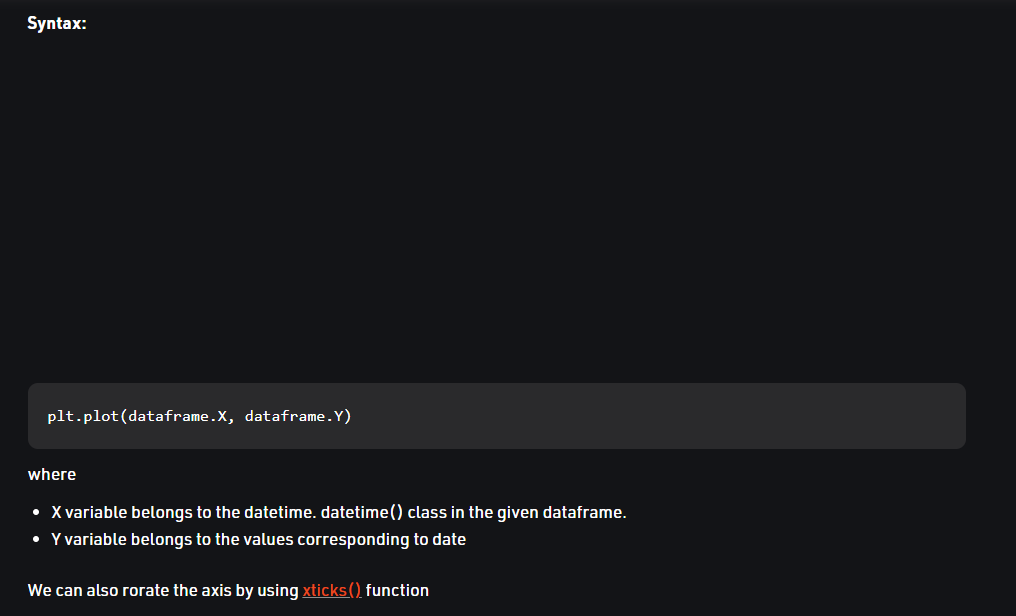 Syntax:
plt.plot(dataframe.X, dataframe.Y)
where
• X variable belongs to the datetime. datetime() class in the given dataframe.
• Y variable belongs to the values corresponding to date
We can also rorate the axis by using xticks() function